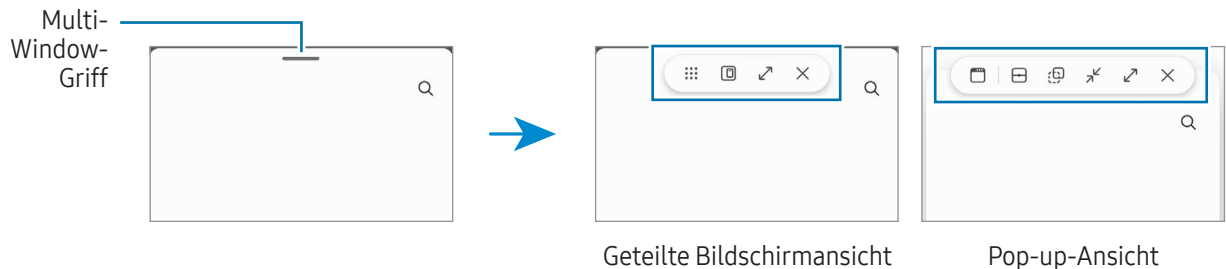 Multi-
Window-
Griff
Geteilte Bildschirmansicht
Pop-up-Ansicht